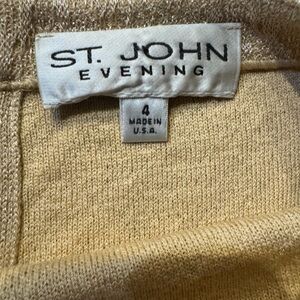 ST. JOHN
EVENING
4
MADE IN
U.S.A.